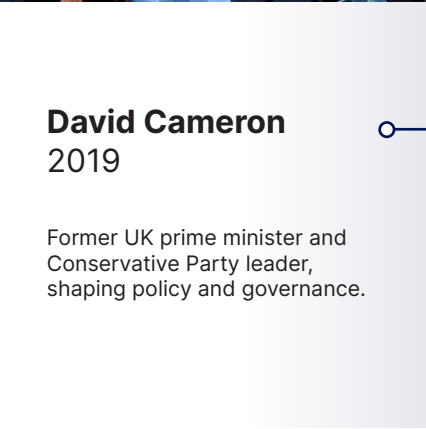 David Cameron
2019
Former UK prime minister and
Conservative Party leader,
shaping policy and governance.